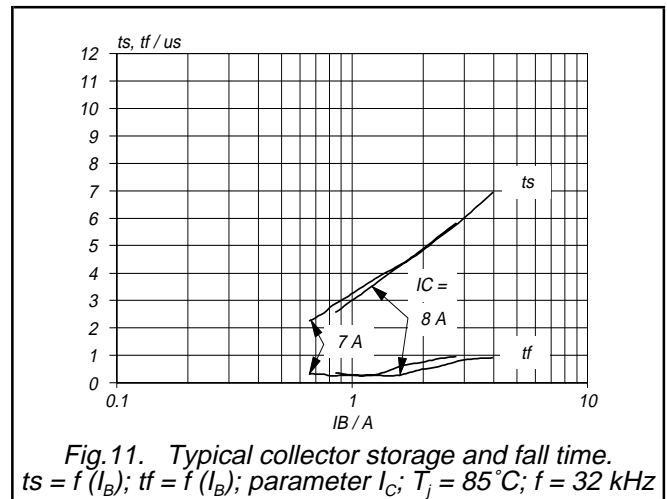 ts, tf / us
12
11
10
9
8
7
6
5
4
3
2
1
0
ts
IC =
8 A
7 A
tf
0.1
1
10
IB / A
Fig.11. Typical collector storage and fall time.
ts = f (IB); tf = f (IB); parameter IC; Tj = 85˚C; f = 32 kHz